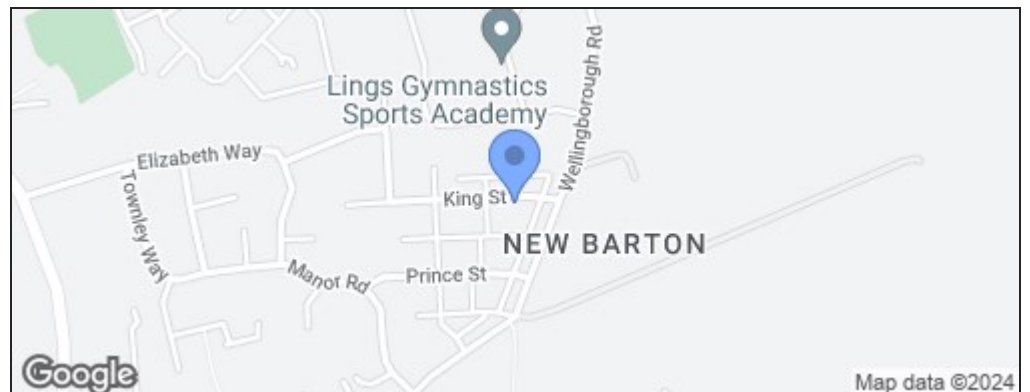 Lings Gymnastics
Sports Academy
Wellingborough Rd
Elizabeth Way
Townley Way
King St
NEW BARTON
Manor Rd
Prince St
Google
Map data ©2024